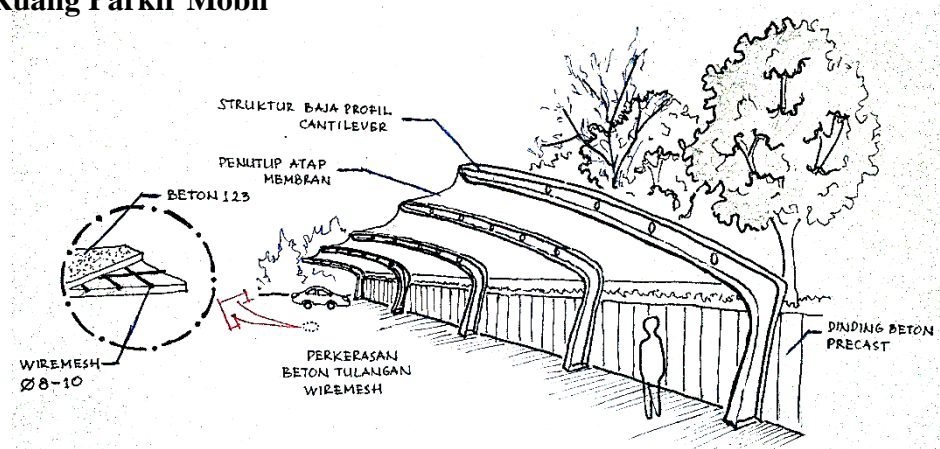 Ruang Parkir Mobil
STRUKTUR BAJA PROFIL
CANTILEVER
PENUTUP ATAP
MEMBRAN
BETON 123
WIREMESH
Ø8-10
PERKERASAN
BETON TULANGAN
WIREMESH
DINDING BETON
PRECAST